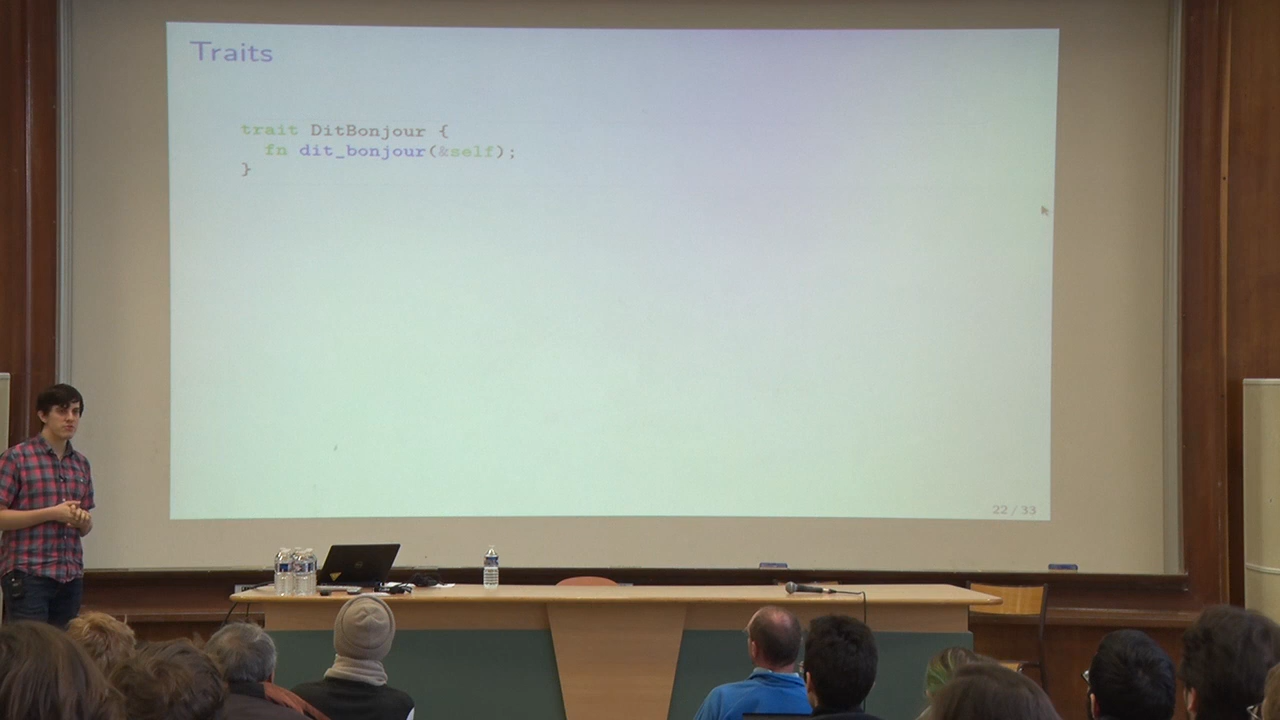 Traits
trait DitBonjour {
fn dit_bonjour(&self);
}
22 / 33